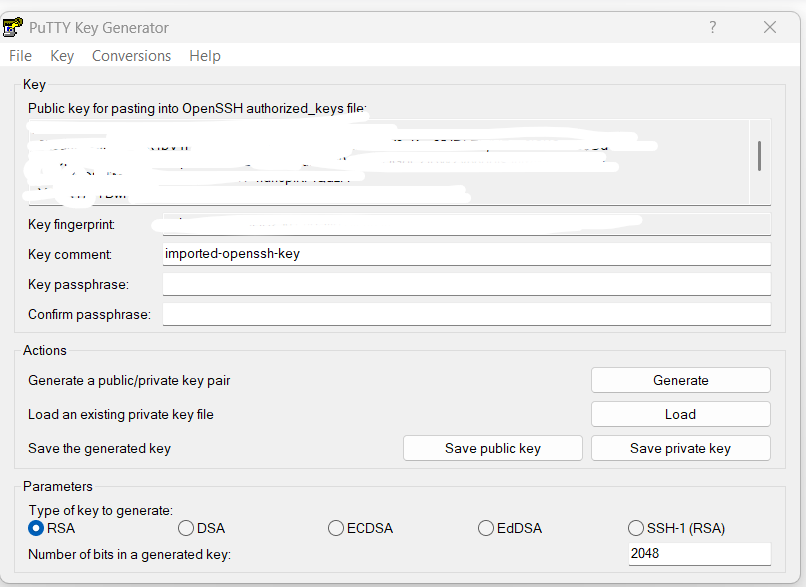 PuTTY Key Generator ?
File Key Conversions Help
Key
Public key for pasting into OpenSSH authorized_keys file:
Key fingerprint:
Key comment: imported-openssh-key
Key passphrase:
Confirm passphrase:
Actions
Generate a public/private key pair Generate
Load an existing private key file Load
Save the generated key Save public key Save private key
Parameters
Type of key to generate:
RSA DSA ECDSA EdDSA SSH-1 (RSA)
Number of bits in a generated key: 2048